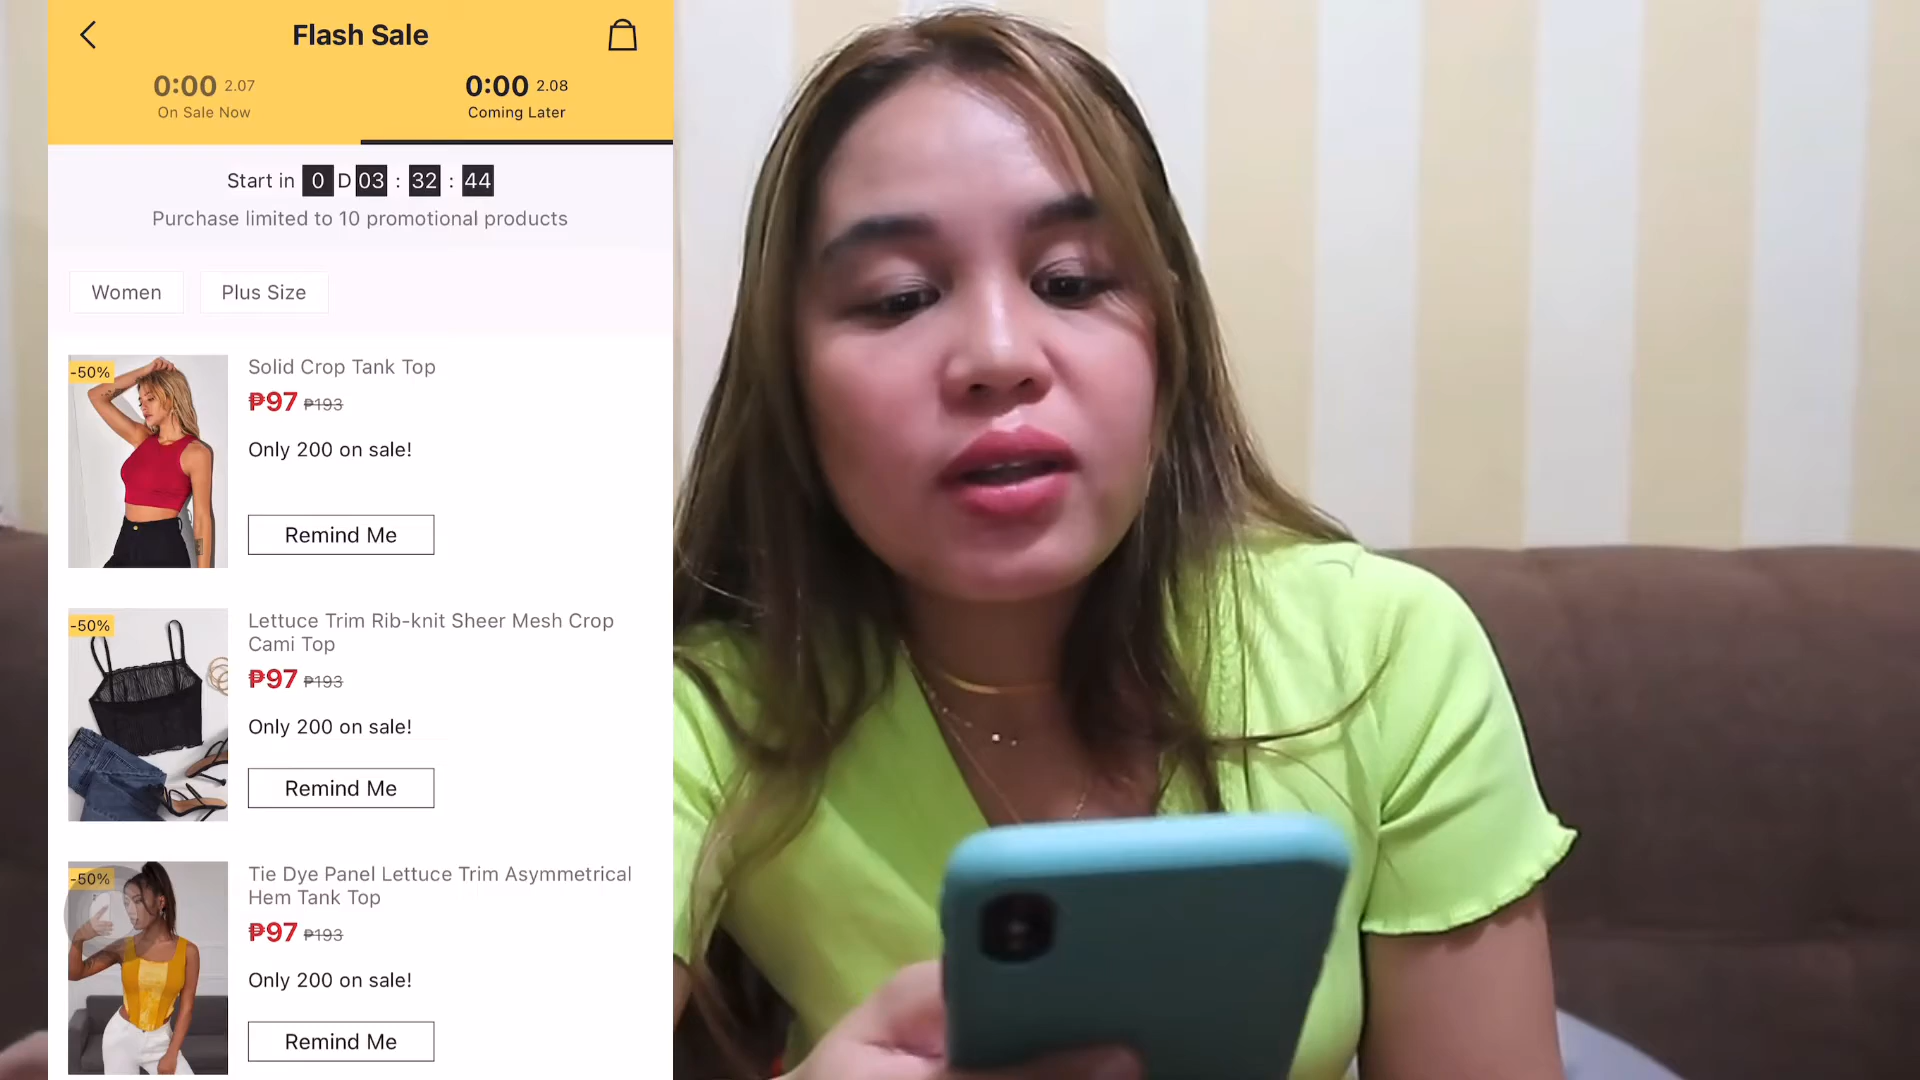 Flash Sale
0:00 2.07
On Sale Now
0:00 2.08
Coming Later
Start in 0 D 03 : 32 : 44
Purchase limited to 10 promotional products
Women
Plus Size
-50%
Solid Crop Tank Top
₱97 ₱193
Only 200 on sale!
Remind Me
-50%
Lettuce Trim Rib-knit Sheer Mesh Crop
Cami Top
₱97 ₱193
Only 200 on sale!
Remind Me
-50%
Tie Dye Panel Lettuce Trim Asymmetrical
Hem Tank Top
₱97 ₱193
Only 200 on sale!
Remind Me